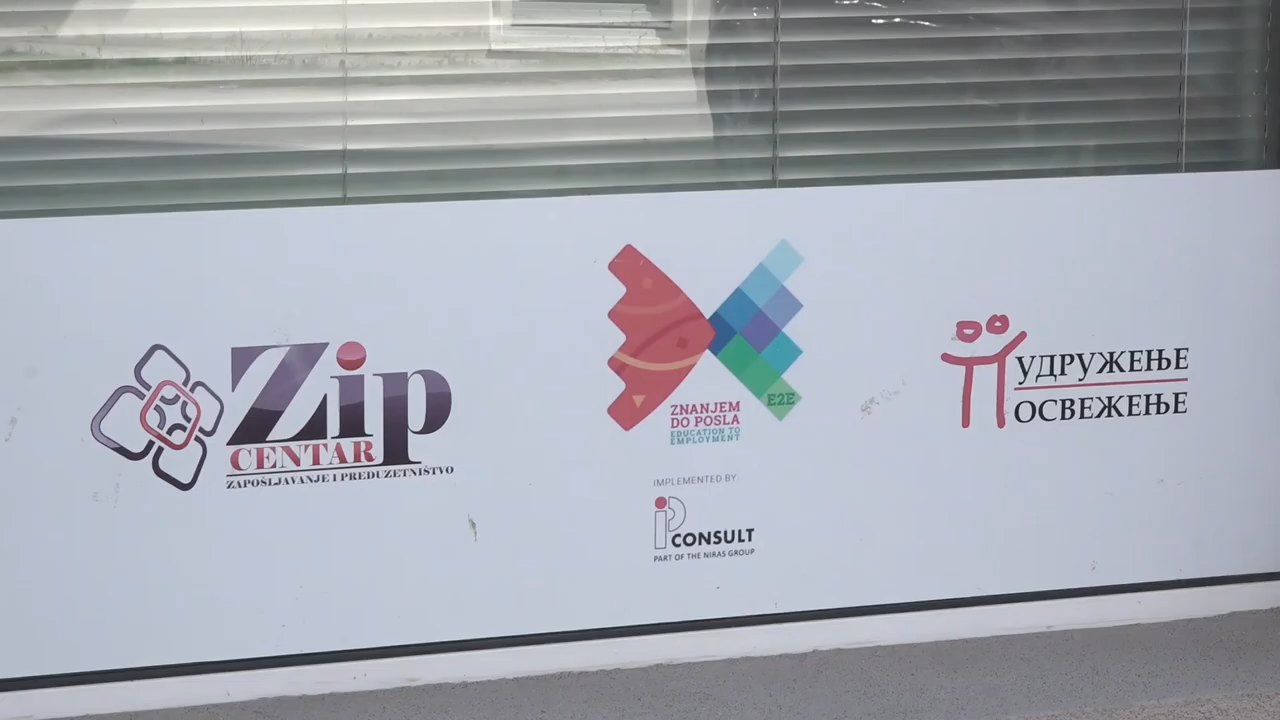 Zip
CENTAR
ZAPOŠLJAVANJE I PREDUZETNIŠTVO
E2E
ZNANJEM
DO POSLA
EDUCATION TO
EMPLOYMENT
IMPLEMENTED BY
IP CONSULT
PART OF THE NIRAS GROUP
УДРУЖЕЊЕ
ОСВЕЖЕЊЕ